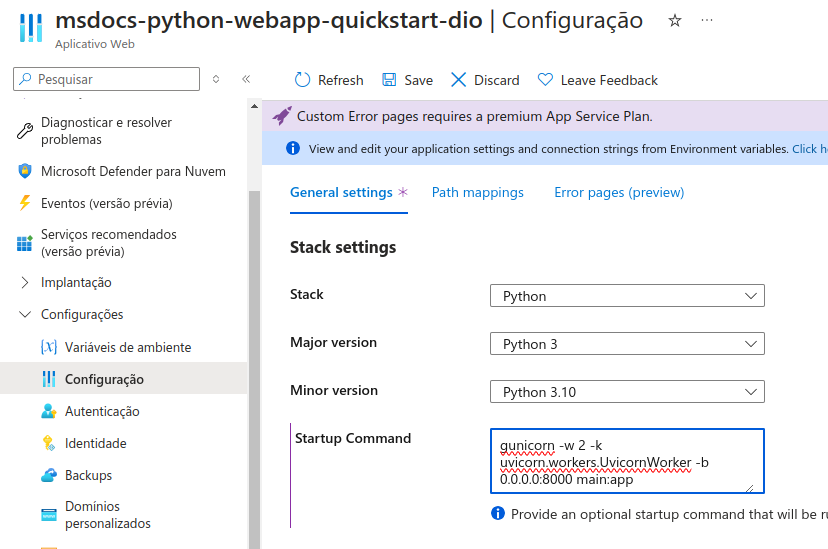 msdocs-python-webapp-quickstart-dio | Configuração
Aplicativo Web
Pesquisar
Refresh Save Discard Leave Feedback
Diagnosticar e resolver
problemas
Microsoft Defender para Nuvem
Eventos (versão prévia)
Serviços recomendados
(versão prévia)
Implantação
Configurações
Variáveis de ambiente
Configuração
Autenticação
Identidade
Backups
Domínios
personalizados
Custom Error pages requires a premium App Service Plan.
View and edit your application settings and connection strings from Environment variables. Click he
General settings * Path mappings Error pages (preview)
Stack settings
Stack Python
Major version Python 3
Minor version Python 3.10
Startup Command
gunicorn -w 2 -k
uvicorn.workers.UvicornWorker -b
0.0.0.0:8000 main:app
Provide an optional startup command that will be ru